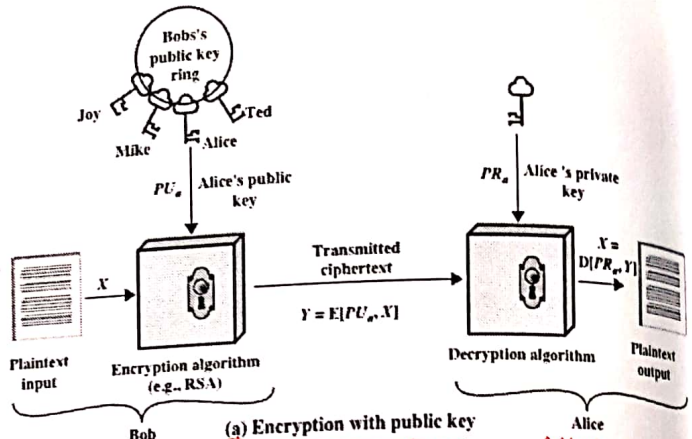 Bobs's
public key
ring
Joy
Mike
Alice
Ted
PUa
Alice's public
key
PRa
Alice 's private
key
X
Transmitted
ciphertext
Y = E[PUa, X]
X =
D[PRa, Y]
Plaintext
input
Encryption algorithm
(e.g., RSA)
Decryption algorithm
Plaintext
output
Bob
(a) Encryption with public key
Alice